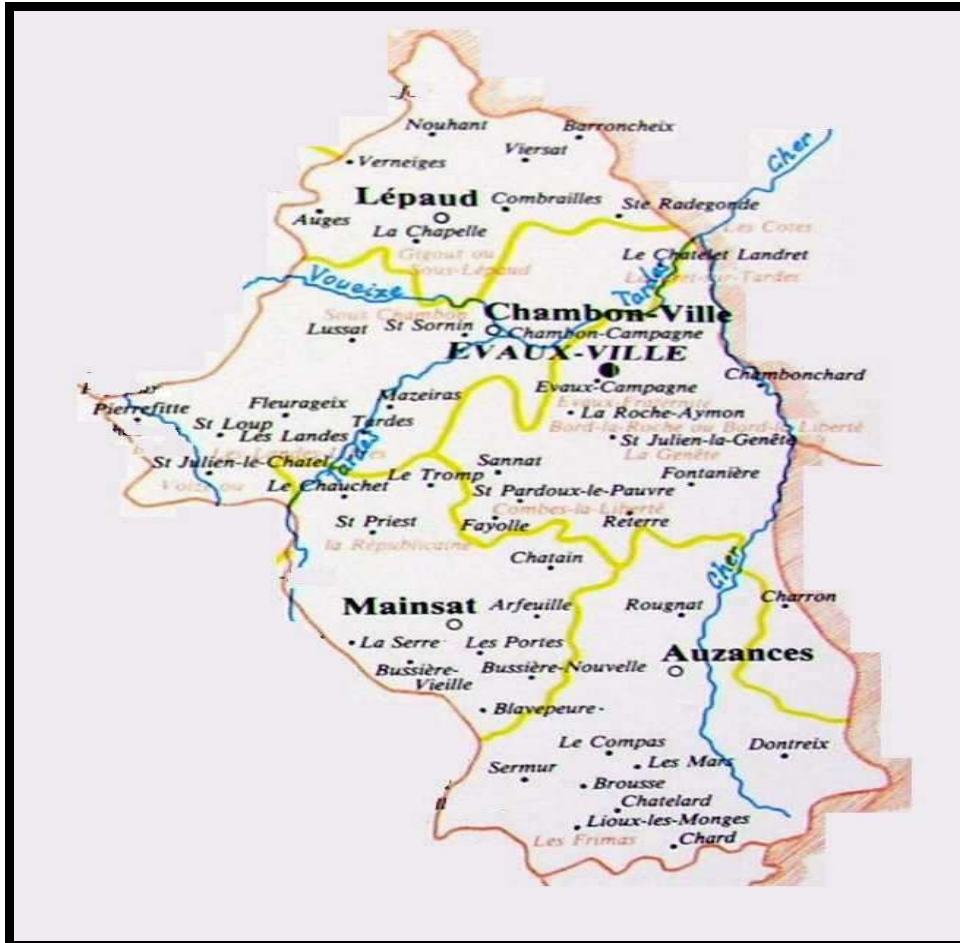 Nouhant
Barroncheix
Viersat
Verneiges
Cher
Lépaud
Combrailles
Ste Radegonde
Auges
La Chapelle
Les Cotes
Gigout ou
Sous-Lépaud
Le Chatelet Landret
Tardes
Voueize
Sous Chambon
Chambon-Ville
Lussat
St Sornin
Chambon-Campagne
EVAUX-VILLE
Chambonchard
Pierrefitte
Fleurageix
Mazeiras
Evaux-Campagne
Evaux-Fraternité
La Roche-Aymon
Bord-la-Roche ou Bord-la-Liberté
St Loup
Tardes
Les Landes
St Julien-la-Genête
La Genête
St Julien-le-Chatel
Tardes
Le Tromp
Sannat
Fontanière
Voize ou
Le Chauchet
St Pardoux-le-Pauvre
Combes-la-Liberté
St Priest
la Républicaine
Fayolle
Reterre
Chatain
Cher
Mainsat
Arfeuille
Rougnat
Charron
La Serre
Les Portes
Auzances
Bussière-
Vieille
Bussière-Nouvelle
Blavepeure
Le Compas
Dontreix
Les Mars
Sermur
Brousse
Chatelard
Lioux-les-Monges
Les Frimas
Chard